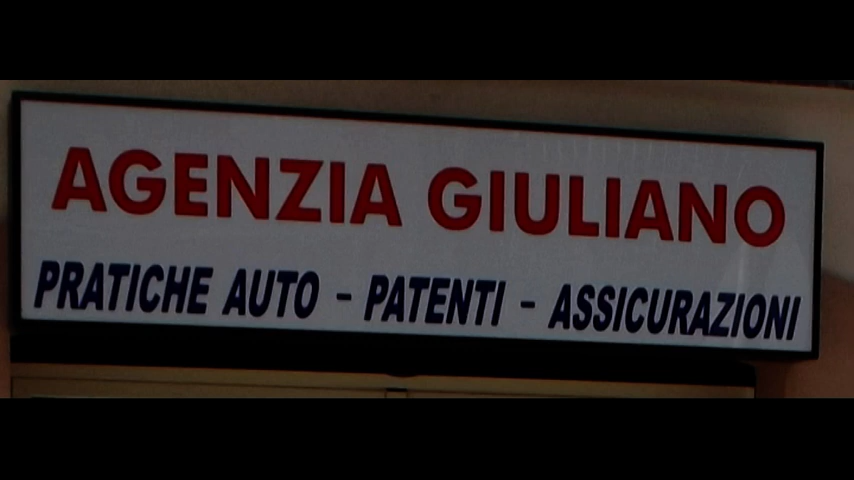 AGENZIA GIULIANO
PRATICHE AUTO - PATENTI - ASSICURAZIONI